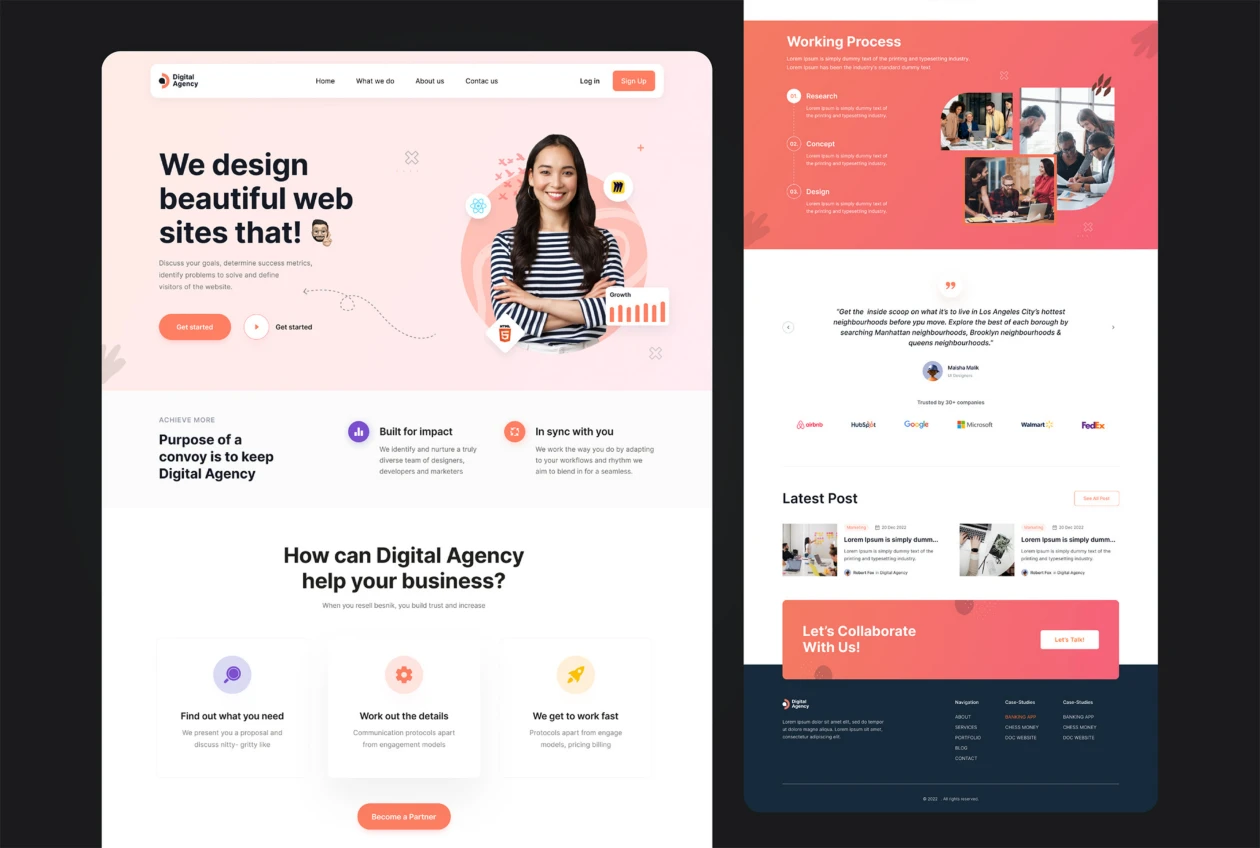 Digital
Agency
Home
What we do
About us
Contac us
Log in
Sign Up
We design
beautiful web
sites that!
Discuss your goals, determine success metrics,
identify problems to solve and define
visitors of the website.
Get started
Get started
Growth
HTML
5
ACHIEVE MORE
Purpose of a
convoy is to keep
Digital Agency
Built for impact
We identify and nurture a truly
diverse team of designers,
developers and marketers
In sync with you
We work the way you do by adapting
to your workflows and rhythm we
aim to blend in for a seamless.
How can Digital Agency
help your business?
When you resell besnik, you build trust and increase
Find out what you need
We present you a proposal and
discuss nitty- gritty like
Work out the details
Communication protocols apart
from engagement models
We get to work fast
Protocols apart from engage
models, pricing billing
Become a Partner
Working Process
Lorem Ipsum is simply dummy text of the printing and typesetting industry.
Lorem Ipsum has been the industry's standard dummy text.
01.
Research
Lorem Ipsum is simply dummy text of
the printing and typesetting industry.
02.
Concept
Lorem Ipsum is simply dummy text of
the printing and typesetting industry.
03.
Design
Lorem Ipsum is simply dummy text of
the printing and typesetting industry.
"Get the inside scoop on what it's to live in Los Angeles City's hottest
neighbourhoods before ypu move. Explore the best of each borough by
searching Manhattan neighbourhoods, Brooklyn neighbourhoods &
queens neighbourhoods."
Maisha Malik
UI Designere
Trusted by 30+ companies
airbnb
HubSpot
Google
Microsoft
Walmart
FedEx
Latest Post
See All Post
Marketing
20 Dec 2022
Lorem Ipsum is simply dumm...
Lorem Ipsum is simply dummy text of the
printing and typesetting industry.
Robert Fox in Digital Agency
Marketing
20 Dec 2022
Lorem Ipsum is simply dumm...
Lorem Ipsum is simply dummy text of the
printing and typesetting industry.
Robert Fox in Digital Agency
Let's Collaborate
With Us!
Let's Talk!
Digital
Agency
Lorem ipsum dolor sit amet elit, sed do tempor
ut dolore magna aliqua. Lorem ipsum sit amet,
consectetur adipiscing elit.
Navigation
ABOUT
SERVICES
PORTFOLIO
BLOG
CONTACT
Case-Studies
BANKING APP
CHESS MONEY
DOC WEBSITE
Case-Studies
BANKING APP
CHESS MONEY
DOC WEBSITE
© 2022 . All rights reserved.